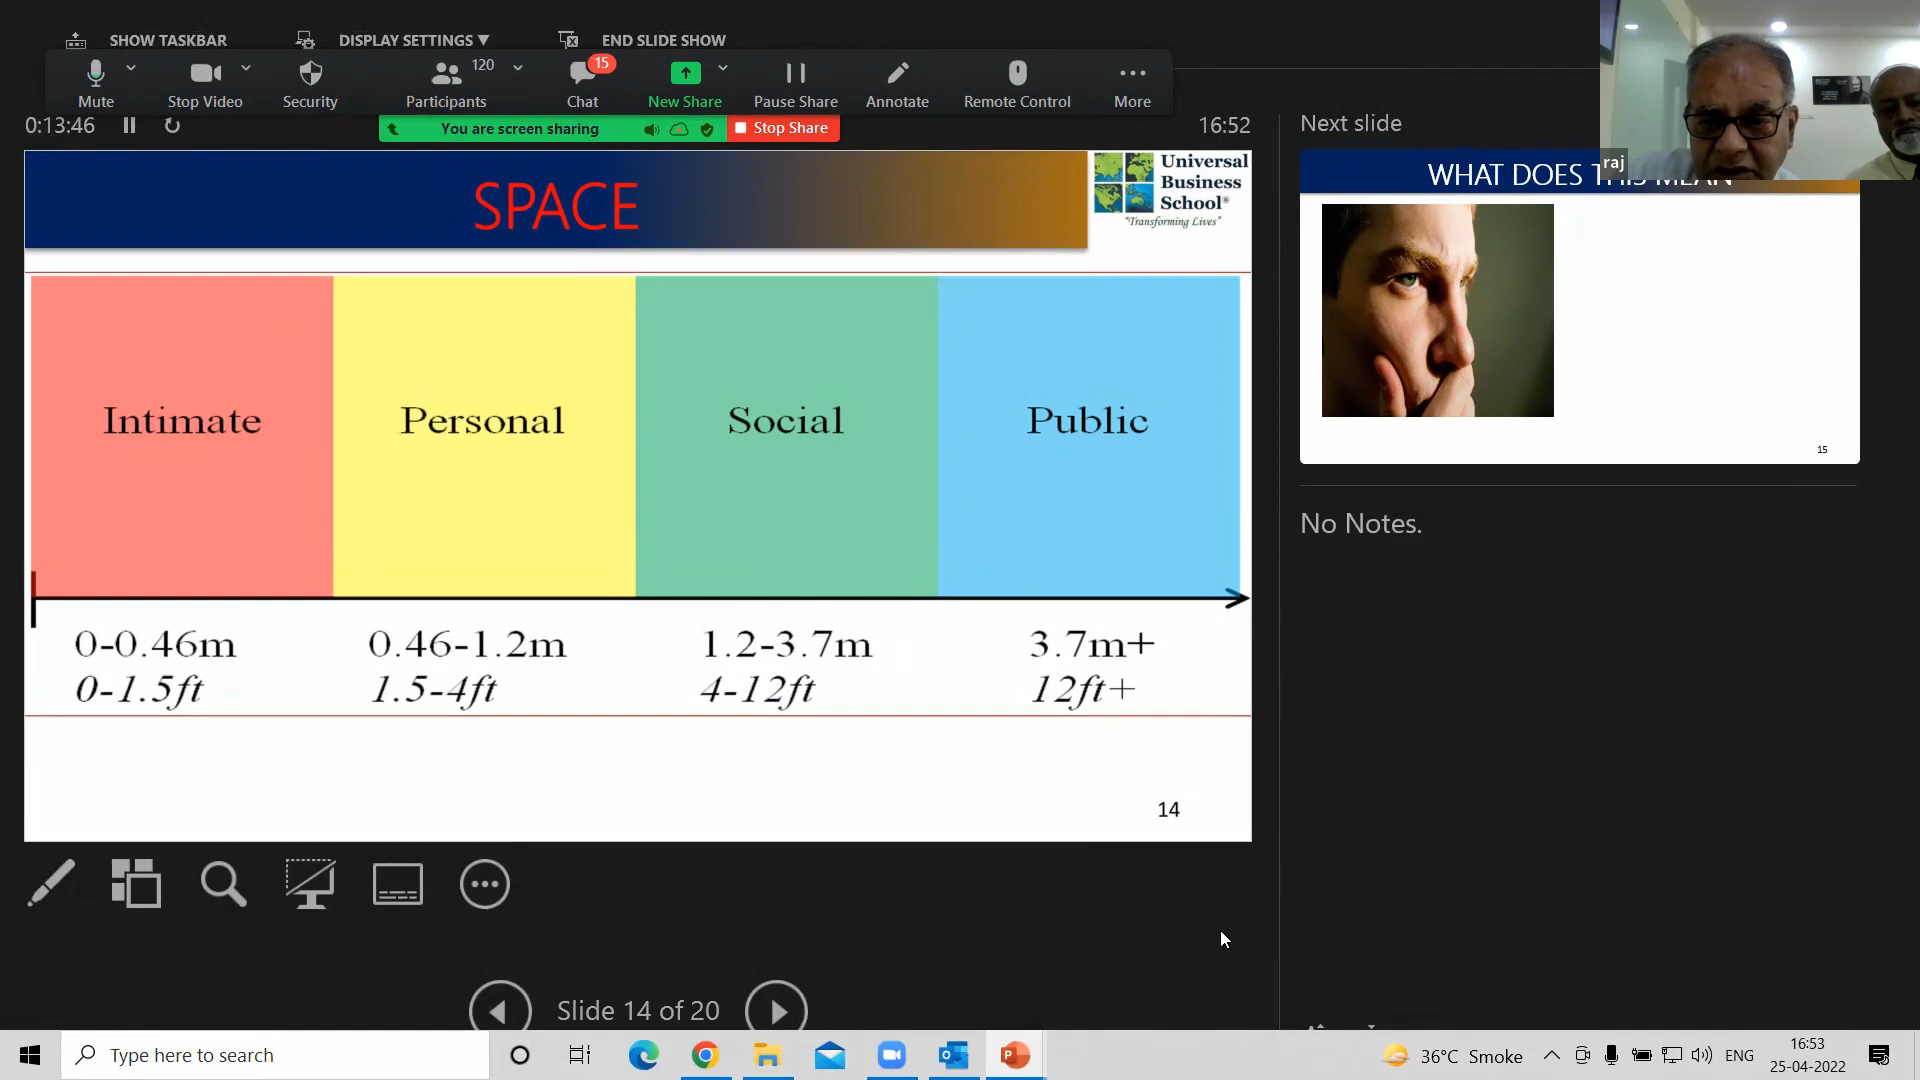 SHOW TASKBAR
DISPLAY SETTINGS ▼
END SLIDE SHOW
Mute
Stop Video
Security
120
Participants
15
Chat
New Share
Pause Share
Annotate
Remote Control
More
0:13:46
You are screen sharing
Stop Share
16:52
SPACE
Universal
Business
School®
"Transforming Lives"
Intimate
Personal
Social
Public
0-0.46m
0.46-1.2m
1.2-3.7m
3.7m+
0-1.5ft
1.5-4ft
4-12ft
12ft+
14
Next slide
raj
WHAT DOES THIS MEAN
15
No Notes.
Slide 14 of 20
Type here to search
36°C Smoke
ENG
16:53
25-04-2022